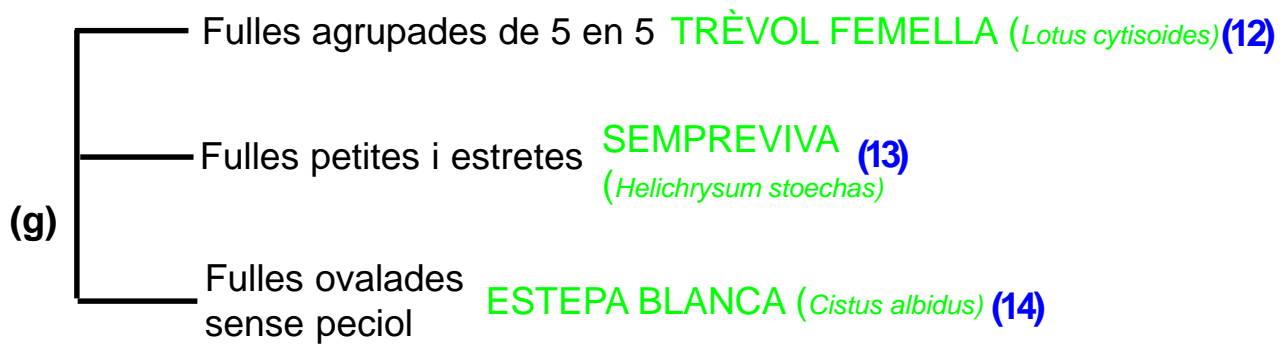 Fulles agrupades de 5 en 5 TRÈVOL FEMELLA (Lotus cytisoides) (12)
Fulles petites i estretes SEMPREVIVA (13)
(Helichrysum stoechas)
(g)
Fulles ovalades
sense peciol ESTEPA BLANCA (Cistus albidus) (14)